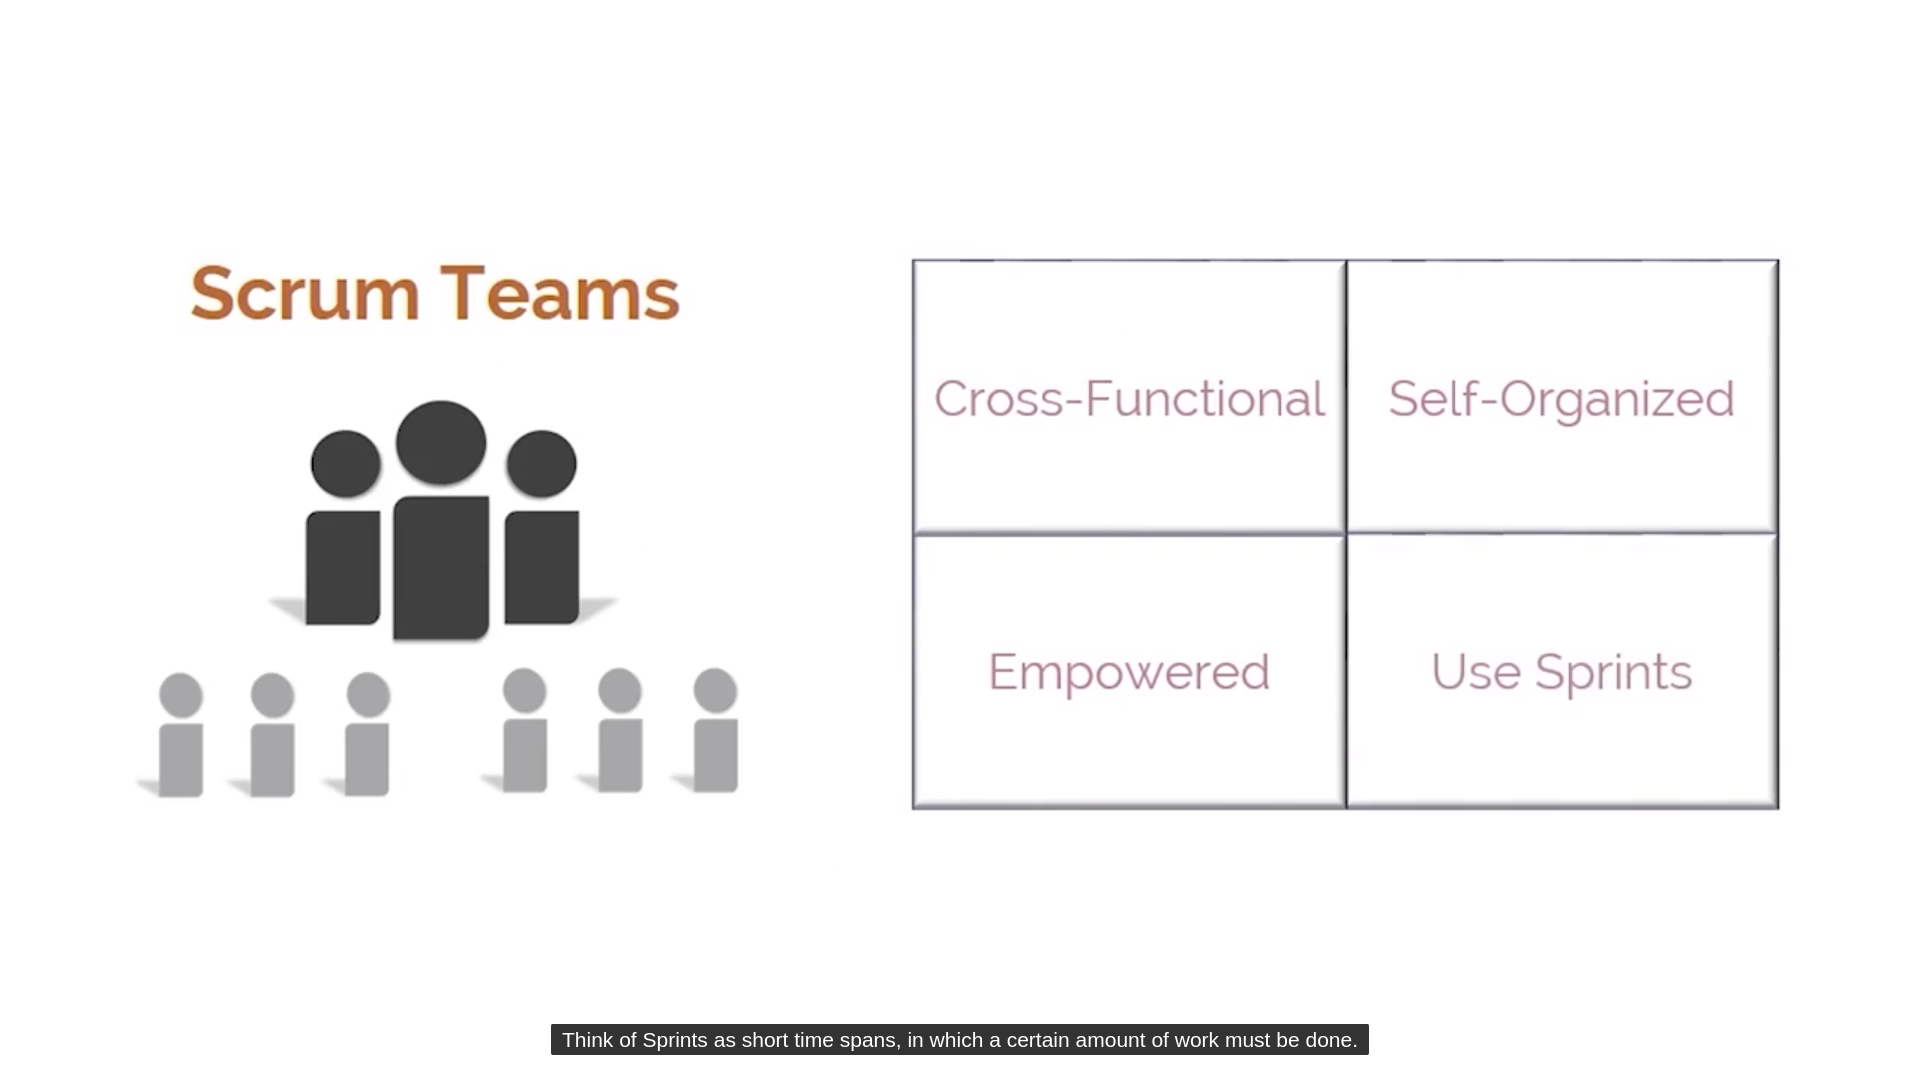 Scrum Teams
Cross-Functional
Self-Organized
Empowered
Use Sprints
Think of Sprints as short time spans, in which a certain amount of work must be done.